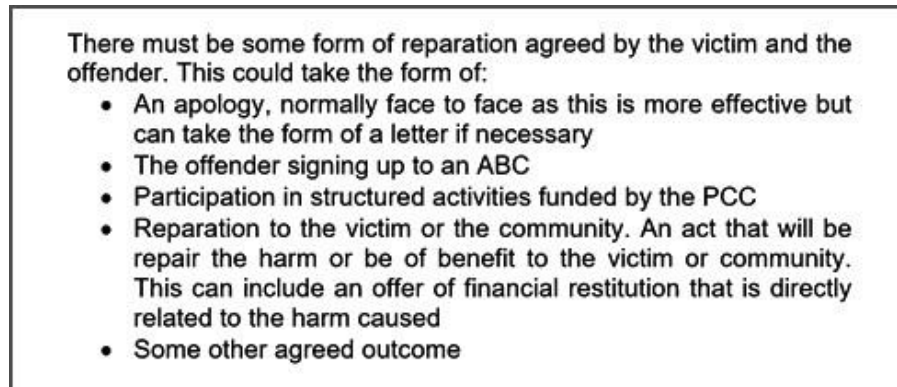 There must be some form of reparation agreed by the victim and the
offender. This could take the form of:
• An apology, normally face to face as this is more effective but
can take the form of a letter if necessary
• The offender signing up to an ABC
• Participation in structured activities funded by the PCC
• Reparation to the victim or the community. An act that will be
repair the harm or be of benefit to the victim or community.
This can include an offer of financial restitution that is directly
related to the harm caused
• Some other agreed outcome